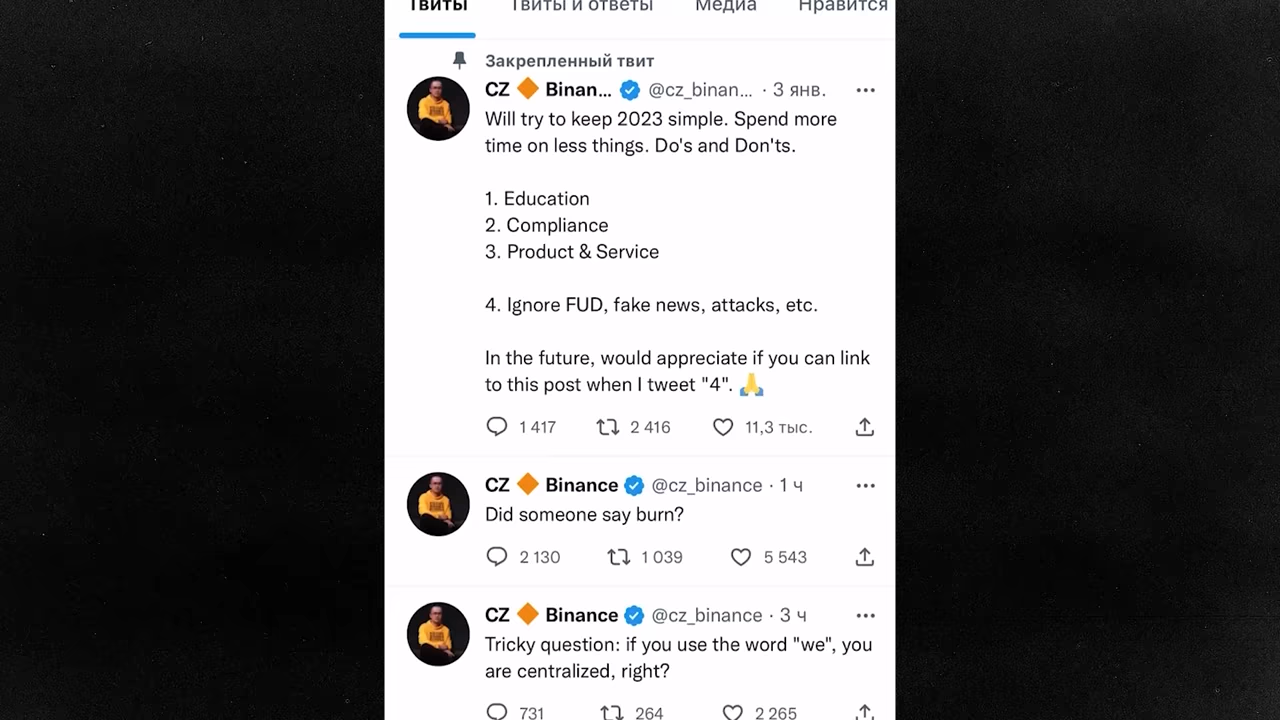 Твиты Твиты и ответы Медиа Нравится
Закрепленный твит
CZ 🔶 Binan... @cz_binan... · 3 янв.
Will try to keep 2023 simple. Spend more
time on less things. Do's and Don'ts.
1. Education
2. Compliance
3. Product & Service
4. Ignore FUD, fake news, attacks, etc.
In the future, would appreciate if you can link
to this post when I tweet "4". 🙏
1 417 2 416 11,3 тыс.
CZ 🔶 Binance @cz_binance · 1 ч
Did someone say burn?
2 130 1 039 5 543
CZ 🔶 Binance @cz_binance · 3 ч
Tricky question: if you use the word "we", you
are centralized, right?
731 264 2 265